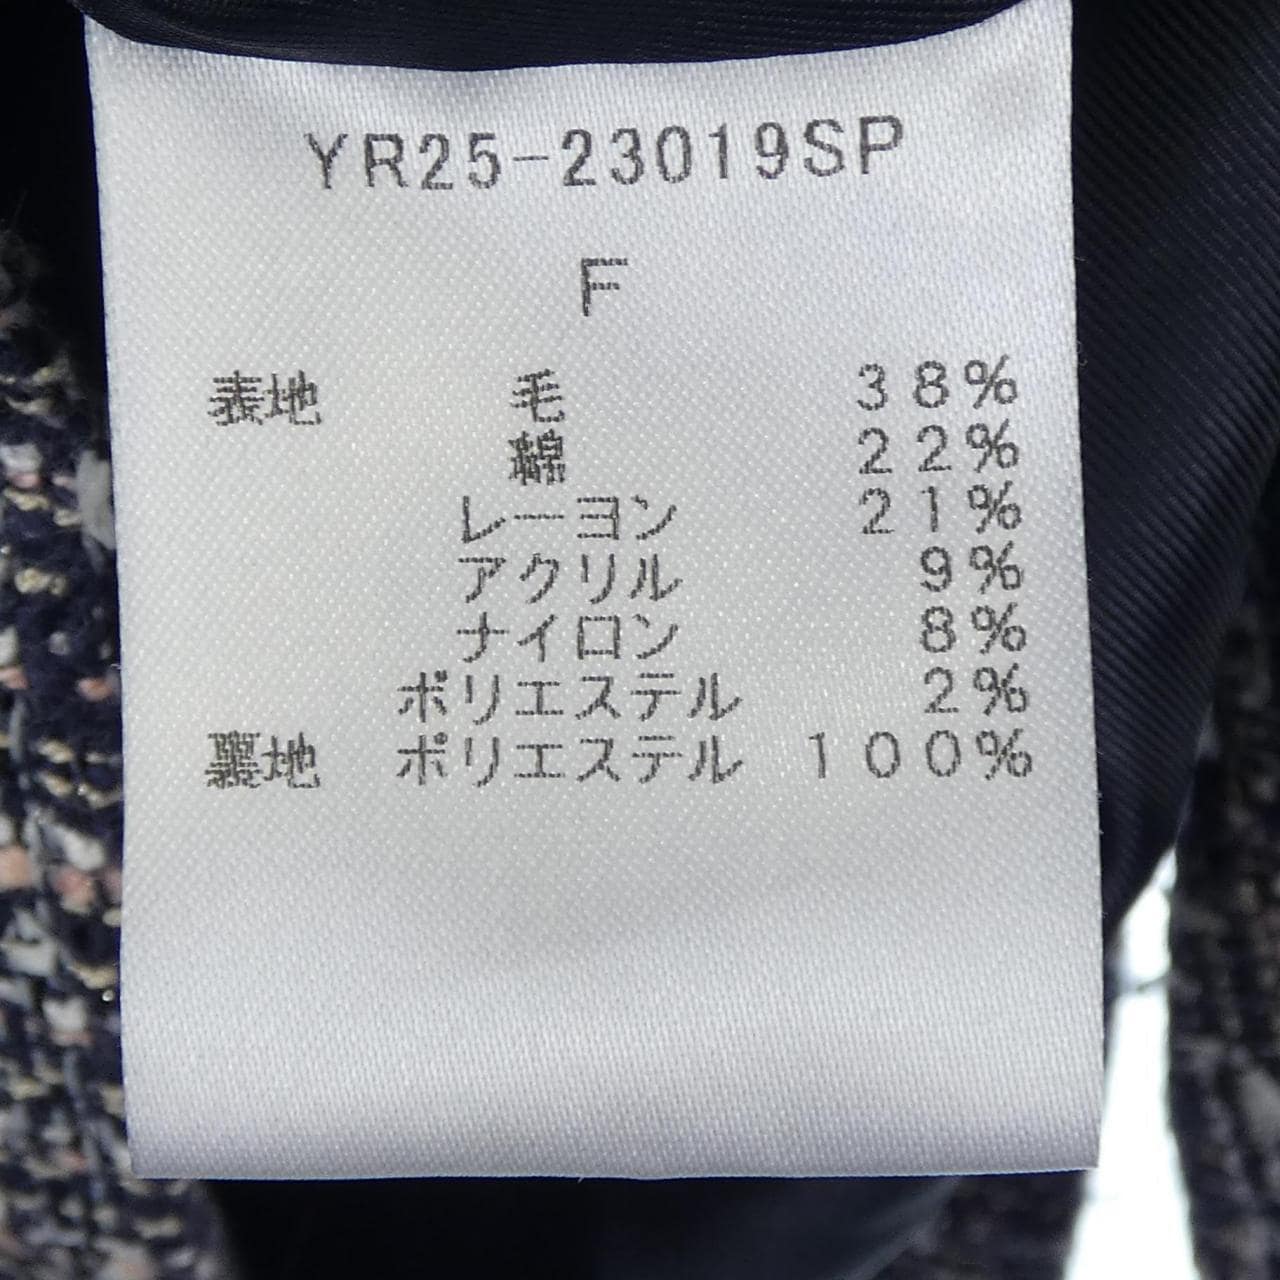 YR25-23019SP
F
表地 毛 38%
綿 22%
レーヨン 21%
アクリル 9%
ナイロン 8%
ポリエステル 2%
裏地 ポリエステル 100%